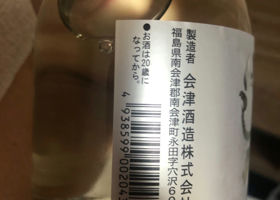 製造者 会津酒造株式会
福島県南会津郡南会津町永田字穴沢60
●お酒は20歳に
なってから。
4 938599 00204